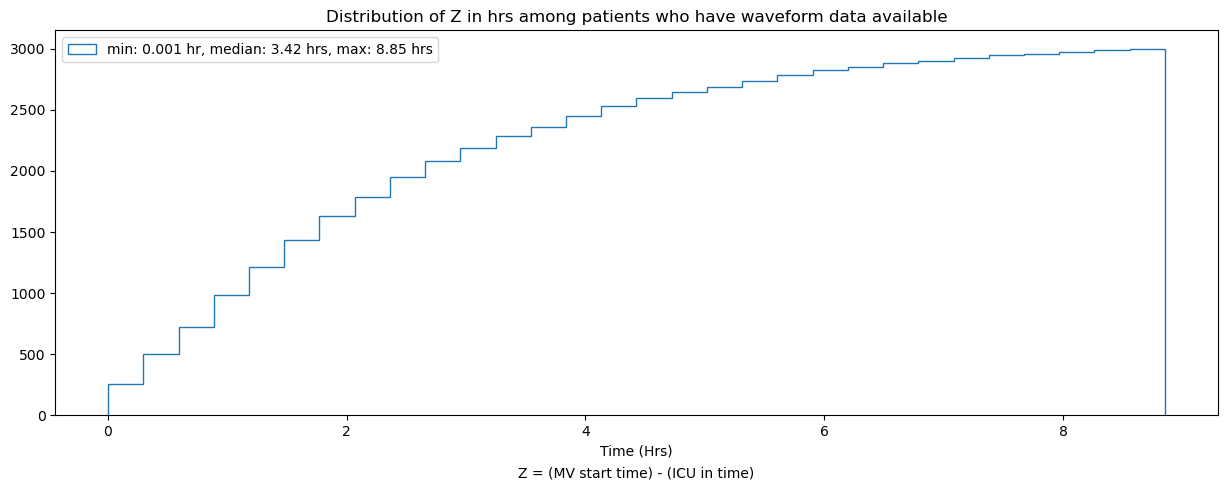 Distribution of Z in hrs among patients who have waveform data available
min: 0.001 hr, median: 3.42 hrs, max: 8.85 hrs
3000
2500
2000
1500
1000
500
0
0 2 4 6 8
Time (Hrs)
Z = (MV start time) - (ICU in time)